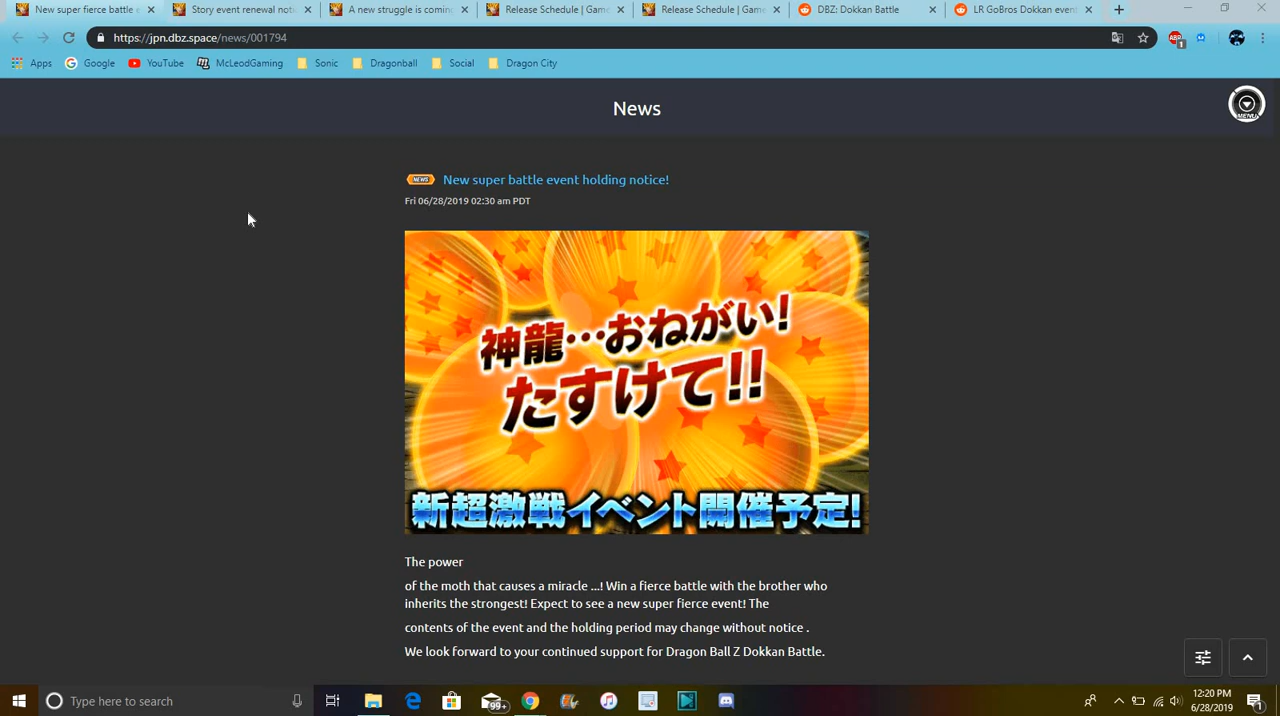 New super fierce battle e
Story event renewal noti
A new struggle is coming
Release Schedule | Game
Release Schedule | Game
DBZ: Dokkan Battle
LR GoBros Dokkan event
https://jpn.dbz.space/news/001794
ABP
1
Apps
Google
YouTube
McLeodGaming
Sonic
Dragonball
Social
Dragon City
News
MENU
NEWS New super battle event holding notice!
Fri 06/28/2019 02:30 am PDT
神龍…おねがい!
たすけて!!
新超激戦イベント開催予定!
The power
of the moth that causes a miracle ...! Win a fierce battle with the brother who
inherits the strongest! Expect to see a new super fierce event! The
contents of the event and the holding period may change without notice .
We look forward to your continued support for Dragon Ball Z Dokkan Battle.
Type here to search
99+
12:20 PM
6/28/2019
1